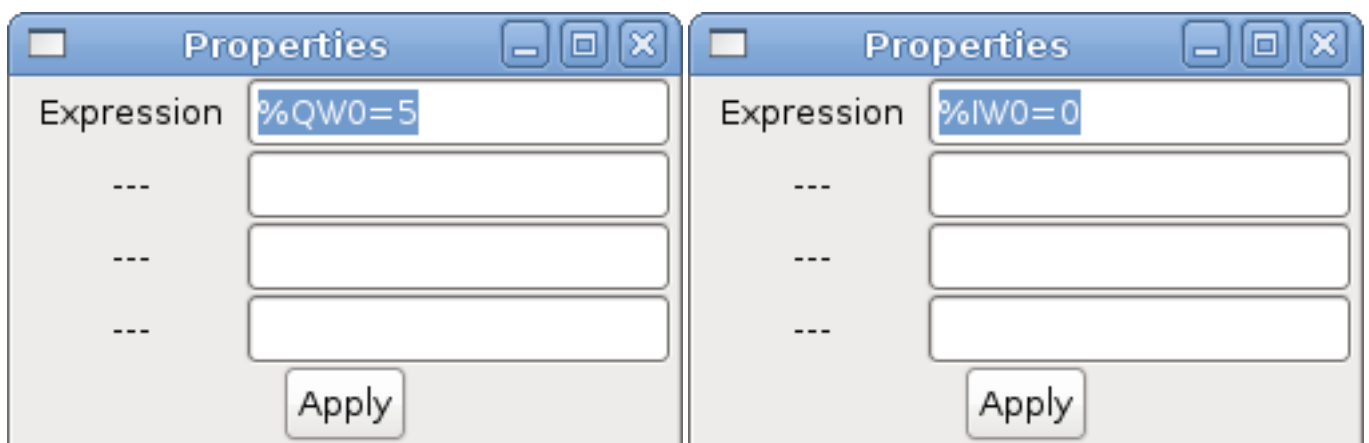 Properties
Expression %QW0=5
---
---
---
Apply
Properties
Expression %IW0=0
---
---
---
Apply